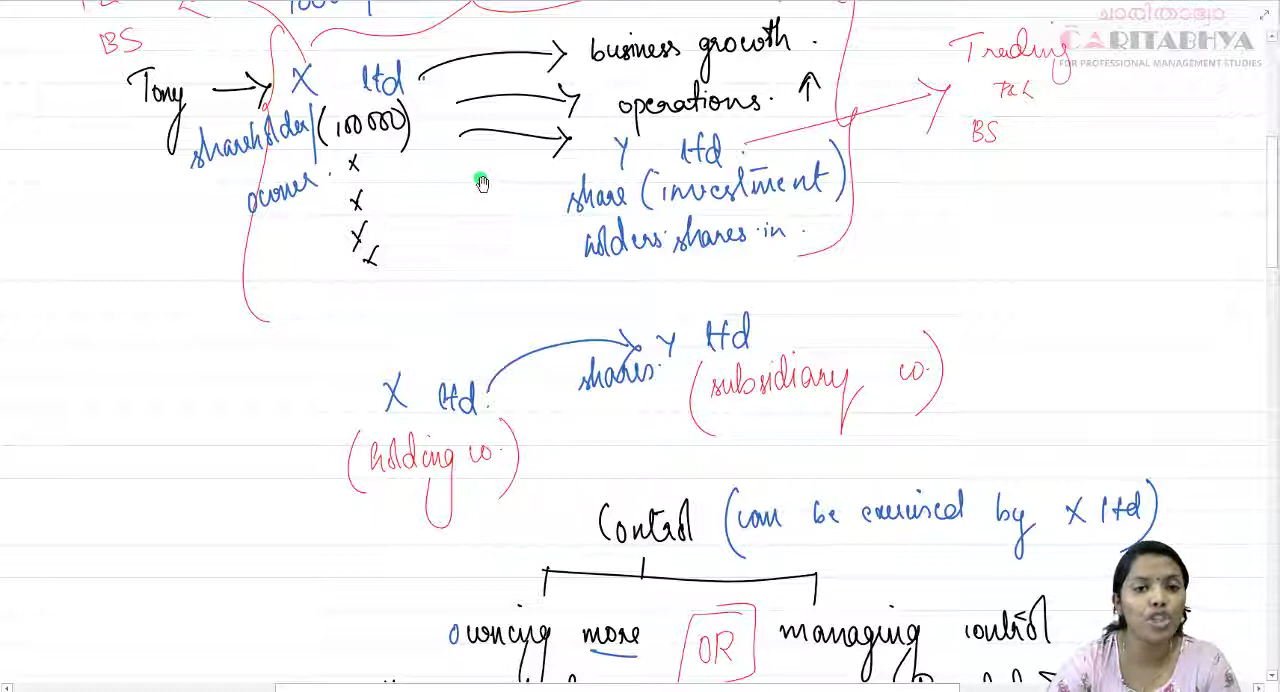 ചാരിതാഭ്യാ
CARITABHYA
FOR PROFESSIONAL MANAGEMENT STUDIES
BS
Tony → X ltd
business growth.
Trading
shareholder/ (100000)
operations. ↑
P&L
owner.
x
Y ltd.
BS
x
share (investment)
x
holders shares in.
X ltd.
shares. Y ltd
(holding co.)
(subsidiary co.)
Control (can be exercised by X ltd)
owning more OR managing control